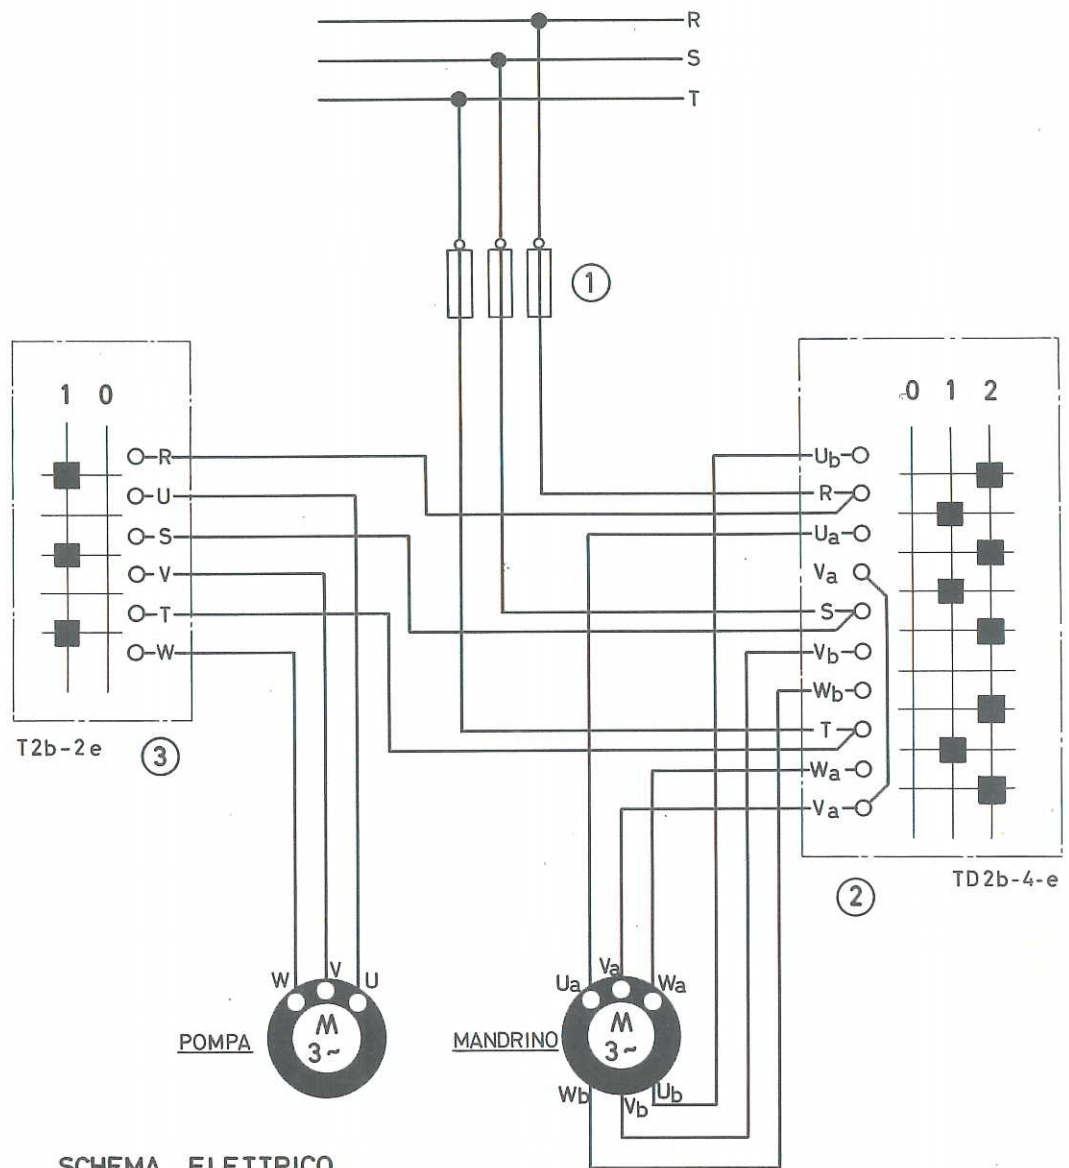 R
S
T
1
1 0
R
U
S
V
T
W
T2b-2e
3
0 1 2
Ub
R
Ua
Va
S
Vb
Wb
T
Wa
Va
TD2b-4-e
2
W V U
POMPA
M
3~
Ua Va Wa
MANDRINO
M
3~
Wb Vb Ub
SCHEMA ELETTRICO